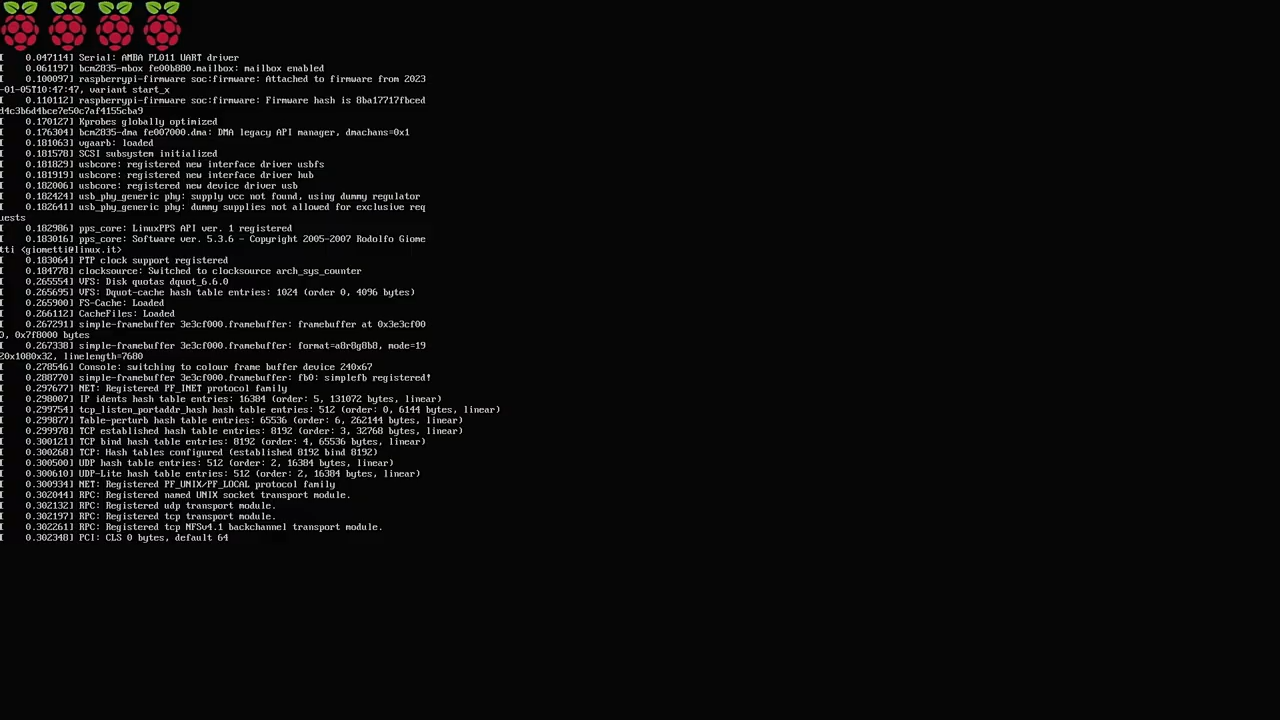 [    0.047114] Serial: AMBA PL011 UART driver
[    0.061197] bcm2835-mbox fe00b880.mailbox: mailbox enabled
[    0.100097] raspberrypi-firmware soc:firmware: Attached to firmware from 2023
-01-05T10:47:47, variant start_x
[    0.110112] raspberrypi-firmware soc:firmware: Firmware hash is 8ba17717fbced
d4c3b6d4bce7e50c7af4155cba9
[    0.170127] Kprobes globally optimized
[    0.176304] bcm2835-dma fe007000.dma: DMA legacy API manager, dmachans=0x1
[    0.181063] vgaarb: loaded
[    0.181578] SCSI subsystem initialized
[    0.181829] usbcore: registered new interface driver usbfs
[    0.181919] usbcore: registered new interface driver hub
[    0.182006] usbcore: registered new device driver usb
[    0.182424] usb_phy_generic phy: supply vcc not found, using dummy regulator
[    0.182641] usb_phy_generic phy: dummy supplies not allowed for exclusive req
uests
[    0.182986] pps_core: LinuxPPS API ver. 1 registered
[    0.183016] pps_core: Software ver. 5.3.6 - Copyright 2005-2007 Rodolfo Giome
tti <giometti@linux.it>
[    0.183064] PTP clock support registered
[    0.184778] clocksource: Switched to clocksource arch_sys_counter
[    0.265554] VFS: Disk quotas dquot_6.6.0
[    0.265695] VFS: Dquot-cache hash table entries: 1024 (order 0, 4096 bytes)
[    0.265900] FS-Cache: Loaded
[    0.266112] CacheFiles: Loaded
[    0.267291] simple-framebuffer 3e3cf000.framebuffer: framebuffer at 0x3e3cf00
0, 0x7f8000 bytes
[    0.267338] simple-framebuffer 3e3cf000.framebuffer: format=a8r8g8b8, mode=19
20x1080x32, linelength=7680
[    0.278546] Console: switching to colour frame buffer device 240x67
[    0.288770] simple-framebuffer 3e3cf000.framebuffer: fb0: simplefb registered!
[    0.297677] NET: Registered PF_INET protocol family
[    0.298007] IP idents hash table entries: 16384 (order: 5, 131072 bytes, linear)
[    0.299754] tcp_listen_portaddr_hash hash table entries: 512 (order: 0, 6144 bytes, linear)
[    0.299877] Table-perturb hash table entries: 65536 (order: 6, 262144 bytes, linear)
[    0.299978] TCP established hash table entries: 8192 (order: 3, 32768 bytes, linear)
[    0.300121] TCP bind hash table entries: 8192 (order: 4, 65536 bytes, linear)
[    0.300268] TCP: Hash tables configured (established 8192 bind 8192)
[    0.300500] UDP hash table entries: 512 (order: 2, 16384 bytes, linear)
[    0.300610] UDP-Lite hash table entries: 512 (order: 2, 16384 bytes, linear)
[    0.300934] NET: Registered PF_UNIX/PF_LOCAL protocol family
[    0.302044] RPC: Registered named UNIX socket transport module.
[    0.302132] RPC: Registered udp transport module.
[    0.302197] RPC: Registered tcp transport module.
[    0.302261] RPC: Registered tcp NFSv4.1 backchannel transport module.
[    0.302348] PCI: CLS 0 bytes, default 64